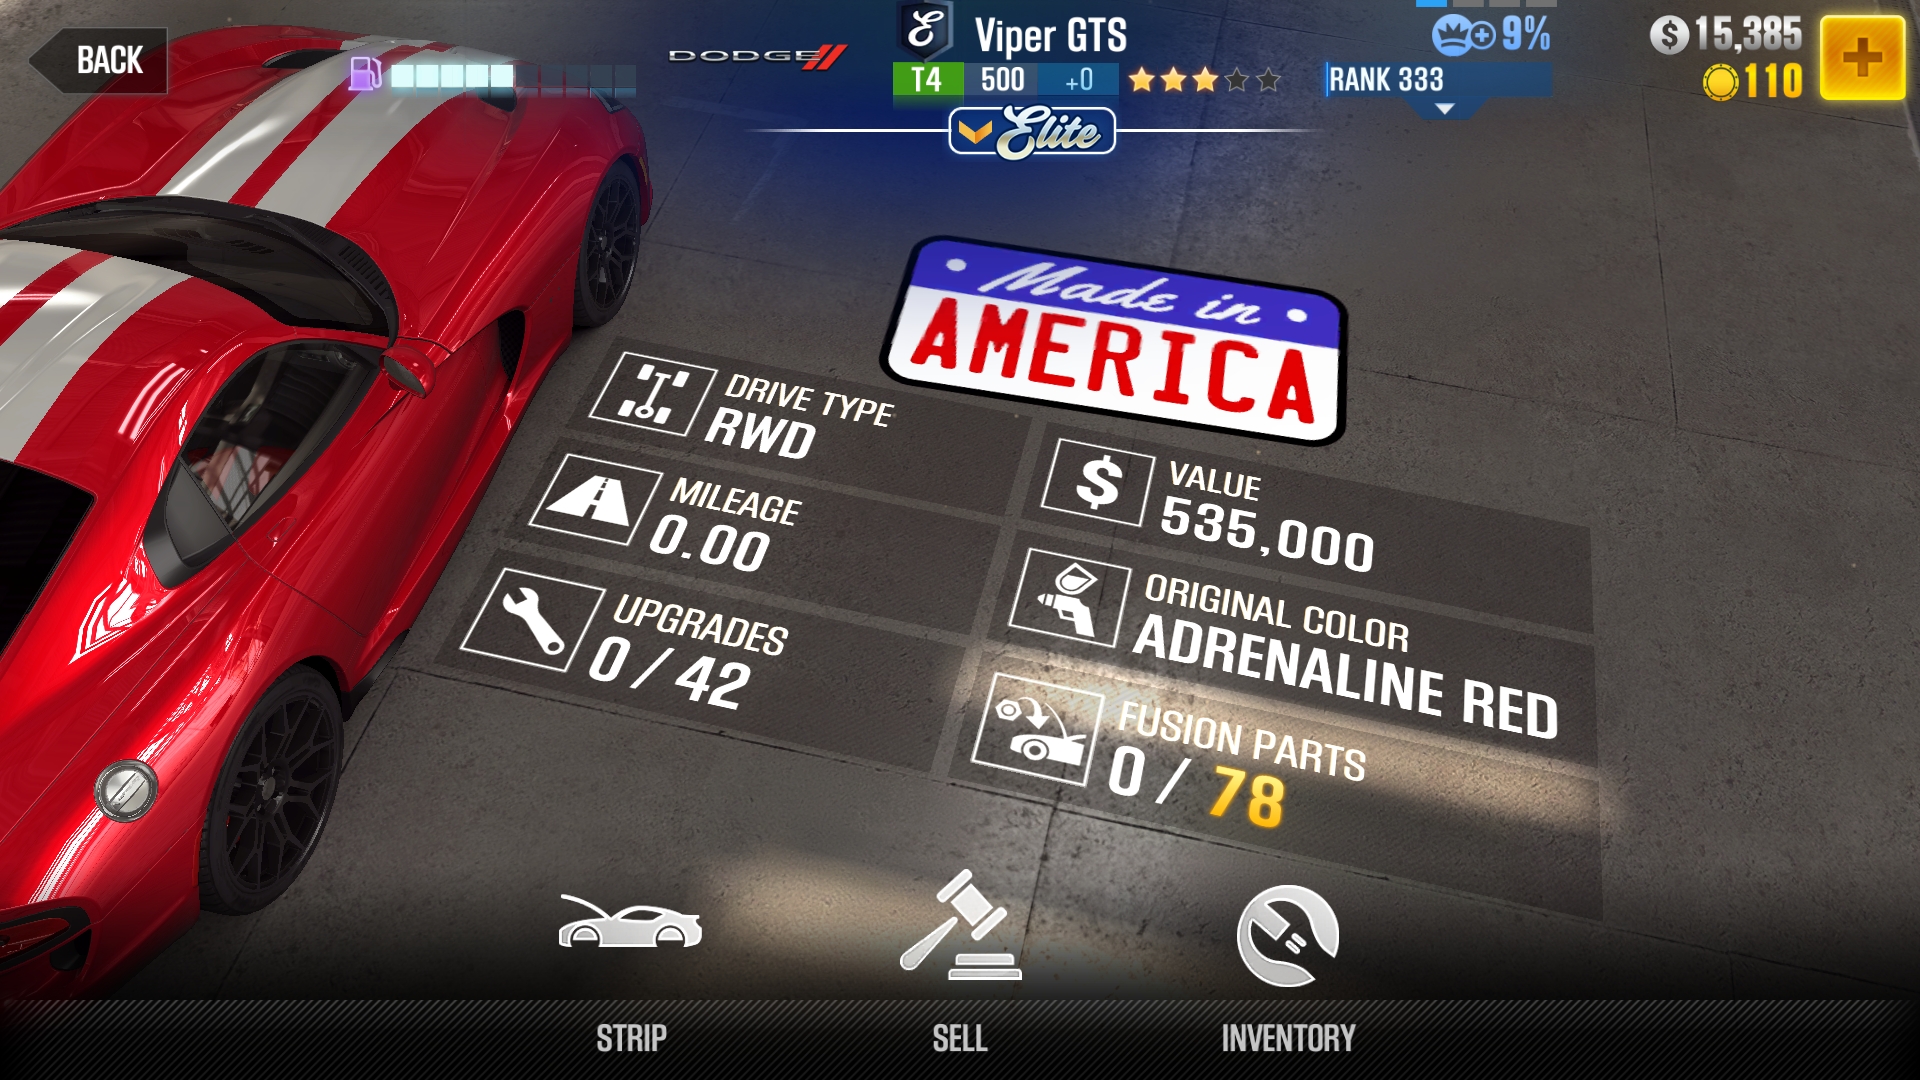 BACK
DODGE
Ɛ
Viper GTS
T4 500 +0
Elite
9%
RANK 333
$ 15,385
110
+
Made in
AMERICA
DRIVE TYPE
RWD
MILEAGE
0.00
UPGRADES
0 / 42
$ VALUE
535,000
ORIGINAL COLOR
ADRENALINE RED
FUSION PARTS
0 / 78
STRIP
SELL
INVENTORY